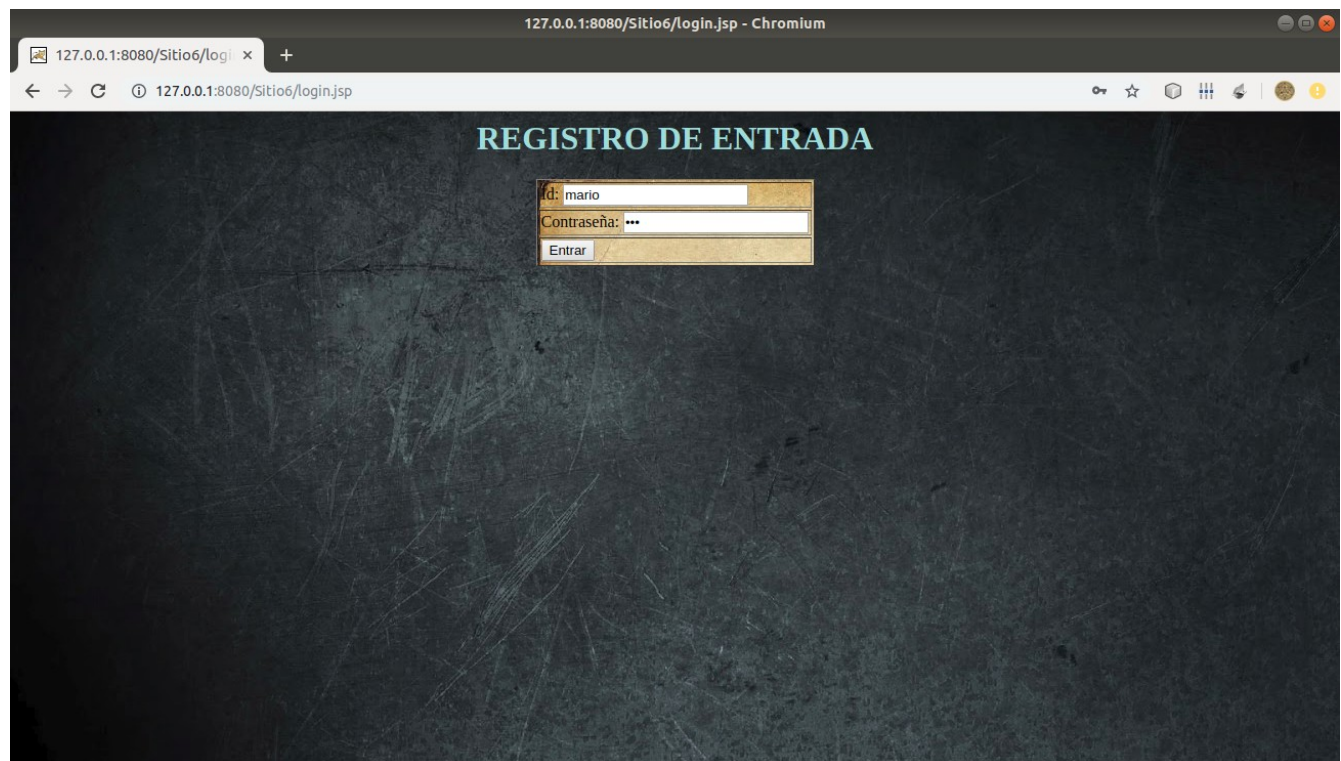 127.0.0.1:8080/Sitio6/login.jsp - Chromium
127.0.0.1:8080/Sitio6/logi
127.0.0.1:8080/Sitio6/login.jsp
REGISTRO DE ENTRADA
Id: mario
Contraseña: •••
Entrar